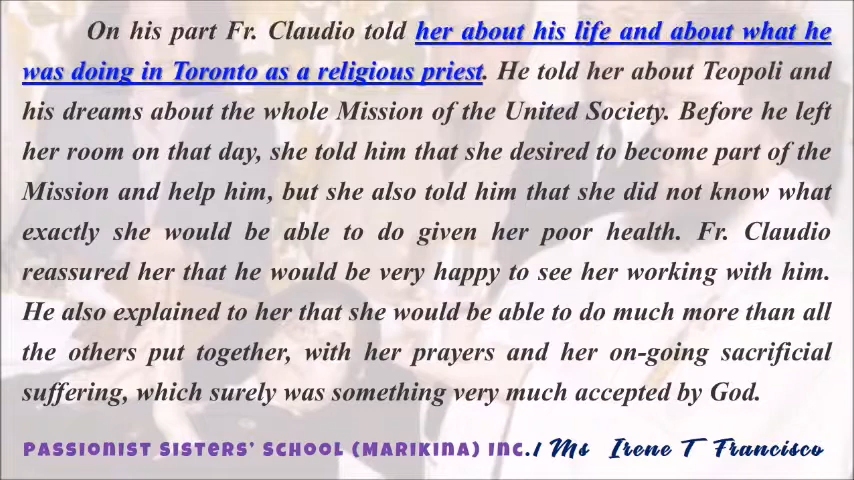 On his part Fr. Claudio told her about his life and about what he
was doing in Toronto as a religious priest. He told her about Teopoli and
his dreams about the whole Mission of the United Society. Before he left
her room on that day, she told him that she desired to become part of the
Mission and help him, but she also told him that she did not know what
exactly she would be able to do given her poor health. Fr. Claudio
reassured her that he would be very happy to see her working with him.
He also explained to her that she would be able to do much more than all
the others put together, with her prayers and her on-going sacrificial
suffering, which surely was something very much accepted by God.
PASSIONIST SISTERS' SCHOOL (MARIKINA) INC./ Ms Irene T Francisco